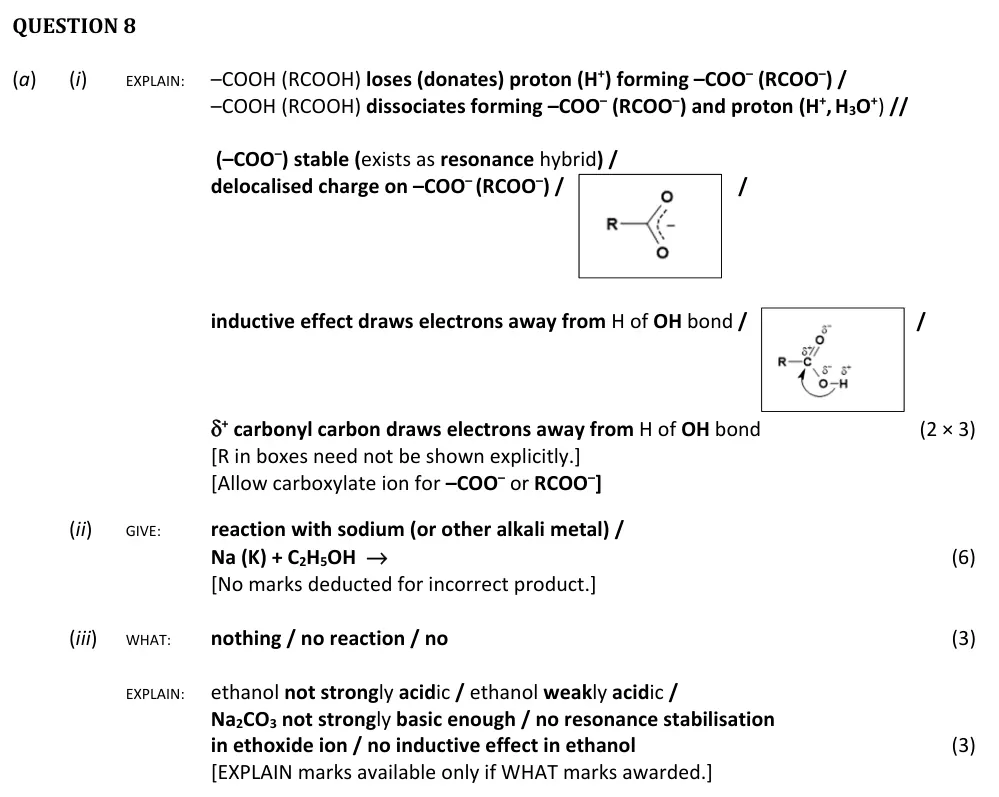 QUESTION 8
(a) (i) EXPLAIN: –COOH (RCOOH) loses (donates) proton (H⁺) forming –COO⁻ (RCOO⁻) /
–COOH (RCOOH) dissociates forming –COO⁻ (RCOO⁻) and proton (H⁺, H₃O⁺) //
(–COO⁻) stable (exists as resonance hybrid) /
delocalised charge on –COO⁻ (RCOO⁻) / /
O
R –
O
inductive effect draws electrons away from H of OH bond / /
δ⁻
O
δ⁺
R–C
δ⁻ δ⁺
O–H
δ⁺ carbonyl carbon draws electrons away from H of OH bond (2 × 3)
[R in boxes need not be shown explicitly.]
[Allow carboxylate ion for –COO⁻ or RCOO⁻]
(ii) GIVE: reaction with sodium (or other alkali metal) /
Na (K) + C₂H₅OH → (6)
[No marks deducted for incorrect product.]
(iii) WHAT: nothing / no reaction / no (3)
EXPLAIN: ethanol not strongly acidic / ethanol weakly acidic /
Na₂CO₃ not strongly basic enough / no resonance stabilisation
in ethoxide ion / no inductive effect in ethanol (3)
[EXPLAIN marks available only if WHAT marks awarded.]